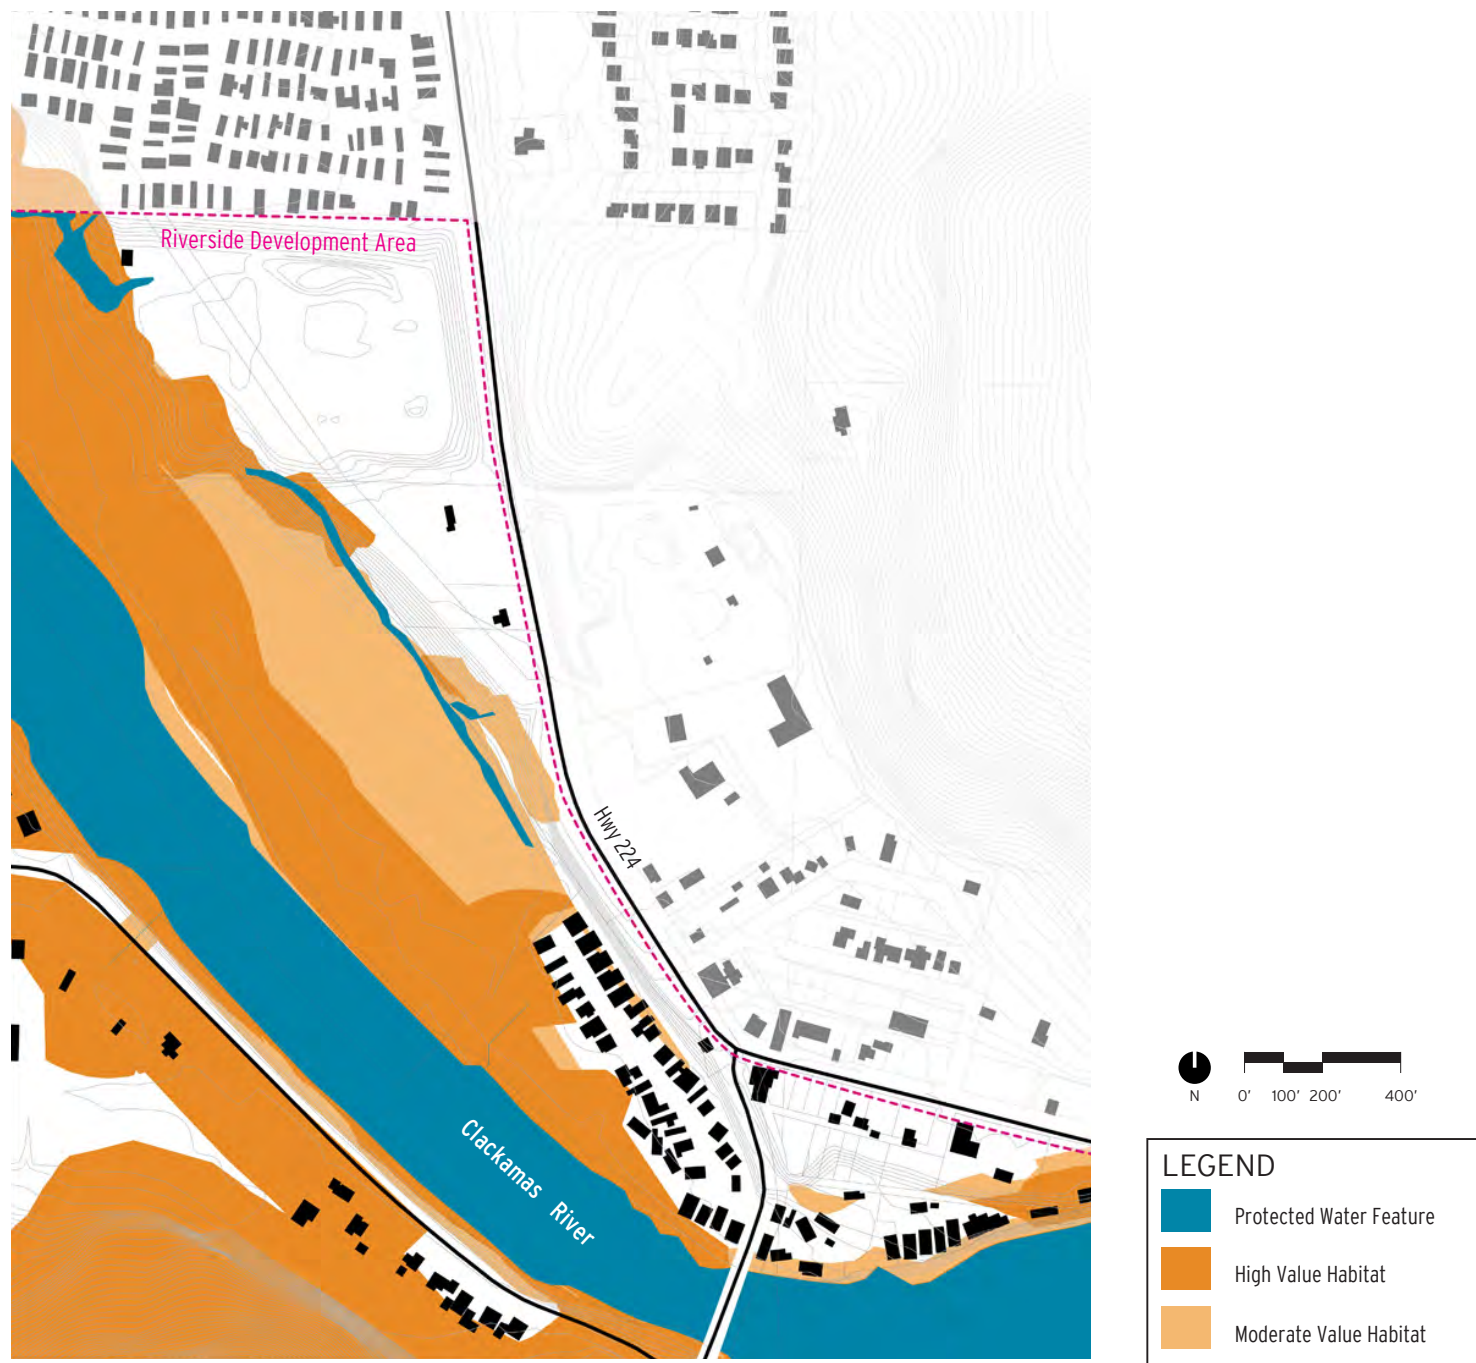 Riverside Development Area
Hwy 224
Clackamas River
N
0' 100' 200' 400'
LEGEND
Protected Water Feature
High Value Habitat
Moderate Value Habitat